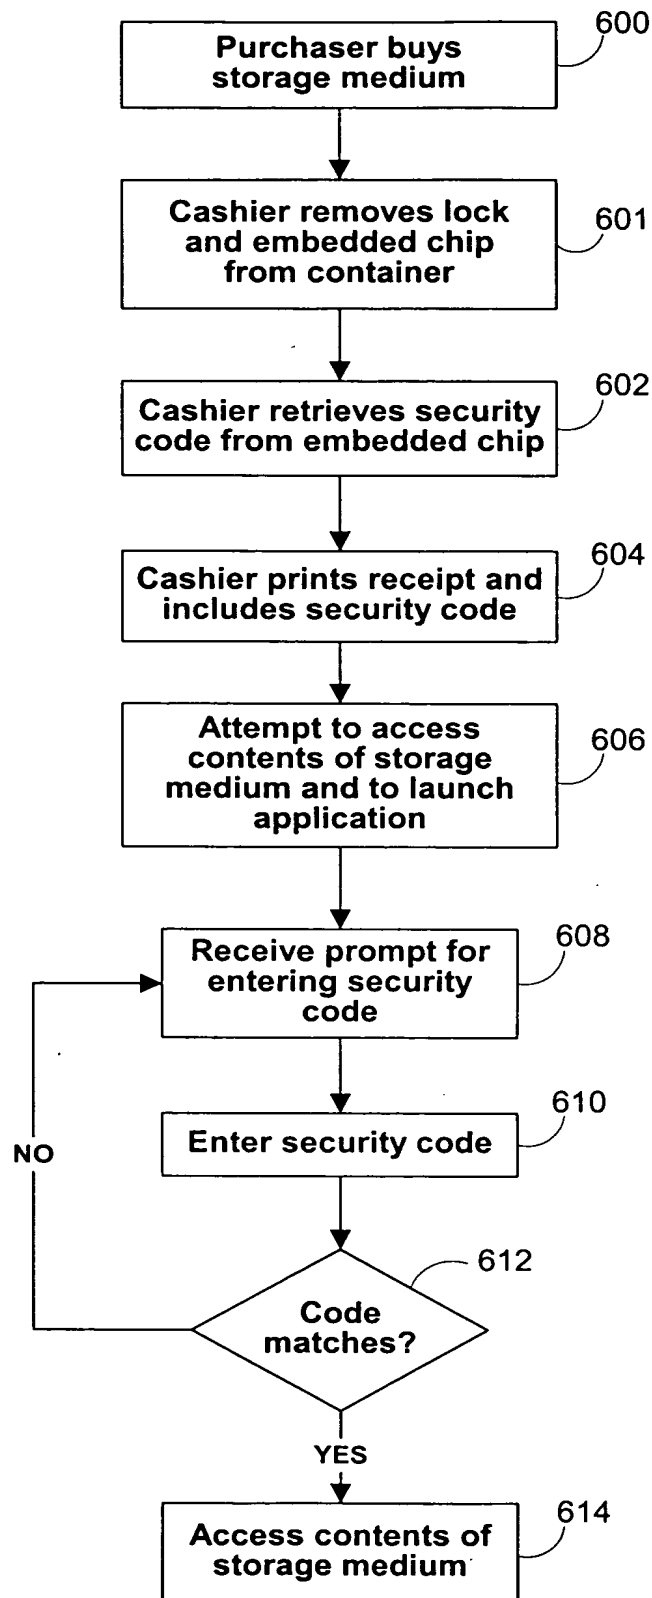 600
Purchaser buys
storage medium
601
Cashier removes lock
and embedded chip
from container
602
Cashier retrieves security
code from embedded chip
604
Cashier prints receipt and
includes security code
606
Attempt to access
contents of storage
medium and to launch
application
608
Receive prompt for
entering security
code
610
Enter security code
NO
612
Code
matches?
YES
614
Access contents of
storage medium